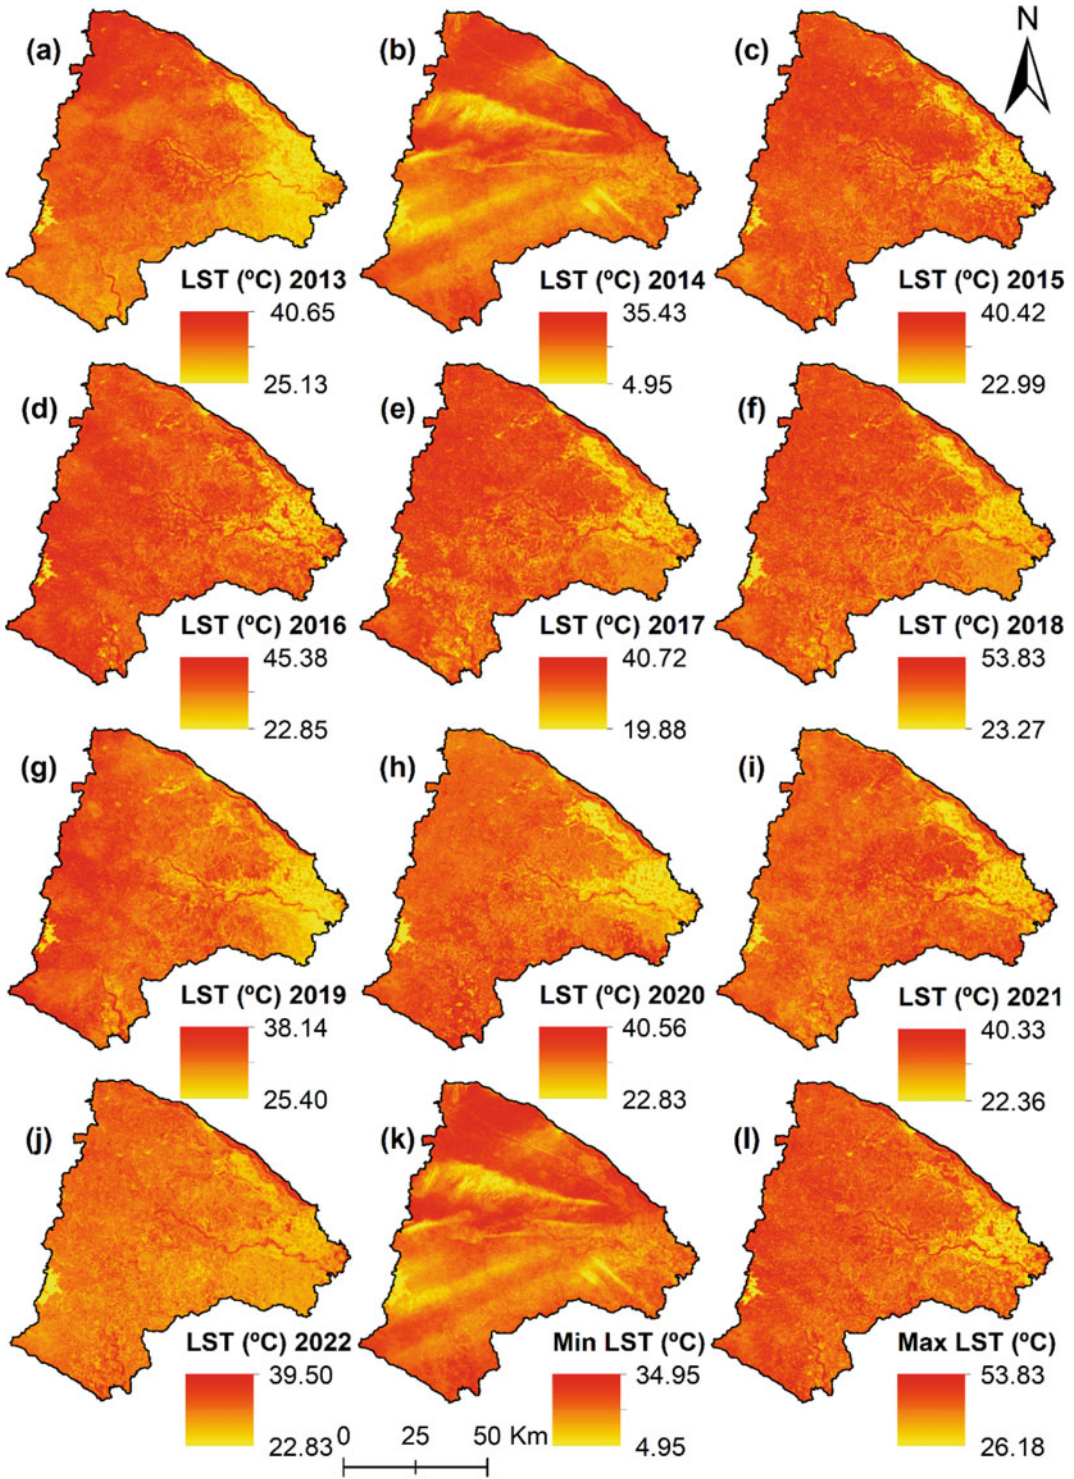 (a)
(b)
(c)
N
LST (ºC) 2013
40.65
25.13
LST (ºC) 2014
35.43
4.95
LST (ºC) 2015
40.42
22.99
(d)
(e)
(f)
LST (ºC) 2016
45.38
22.85
LST (ºC) 2017
40.72
19.88
LST (ºC) 2018
53.83
23.27
(g)
(h)
(i)
LST (ºC) 2019
38.14
25.40
LST (ºC) 2020
40.56
22.83
LST (ºC) 2021
40.33
22.36
(j)
(k)
(l)
LST (ºC) 2022
39.50
22.83
Min LST (ºC)
34.95
4.95
Max LST (ºC)
53.83
26.18
0 25 50 Km